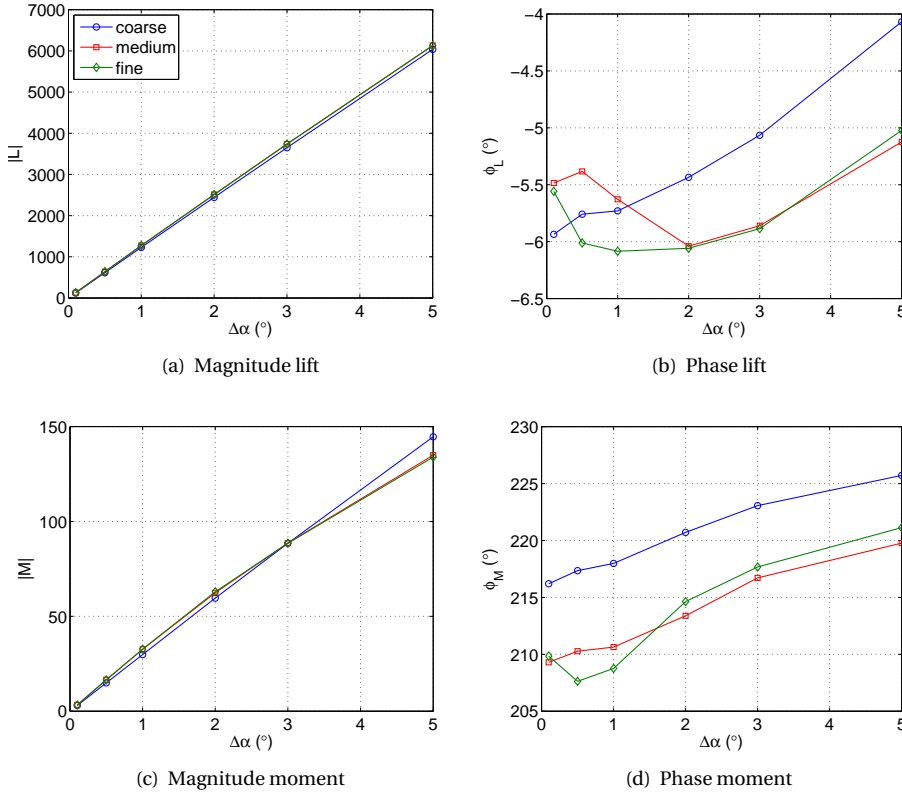 7000
6000
5000
4000
3000
2000
1000
0
|L|
coarse
medium
fine
0 1 2 3 4 5
Δα (°)
(a) Magnitude lift
−4
−4.5
−5
−5.5
−6
−6.5
ϕ_L (°)
0 1 2 3 4 5
Δα (°)
(b) Phase lift
150
100
50
0
|M|
0 1 2 3 4 5
Δα (°)
(c) Magnitude moment
230
225
220
215
210
205
ϕ_M (°)
0 1 2 3 4 5
Δα (°)
(d) Phase moment